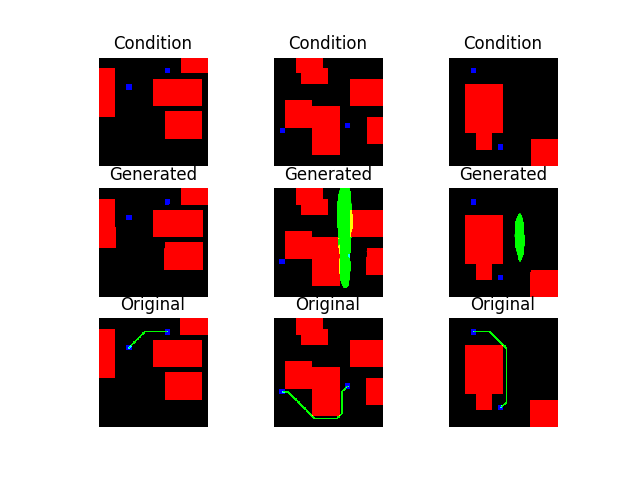 Condition Condition Condition
Generated Generated Generated
Original Original Original